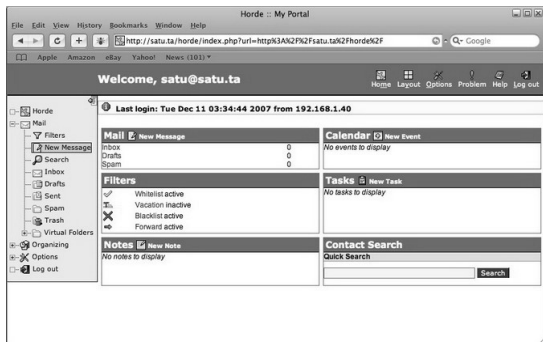 Horde :: My Portal
File Edit View History Bookmarks Window Help
http://satu.ta/horde/index.php?url=http%3A%2F%2Fsatu.ta%2Fhorde%2F
Q- Google
Apple Amazon eBay Yahoo! News (101)
Welcome, satu@satu.ta
Home Layout Options Problem Help Log out
Horde
Mail
Filters
New Message
Search
Inbox
Drafts
Sent
Spam
Trash
Virtual Folders
Organizing
Options
Log out
Last login: Tue Dec 11 03:34:44 2007 from 192.168.1.40
Mail New Message
Inbox 0
Drafts 0
Spam 0
Calendar New Event
No events to display
Filters
Whitelist active
Vacation inactive
Blacklist active
Forward active
Tasks New Task
No tasks to display
Notes New Note
No notes to display
Contact Search
Quick Search
Search